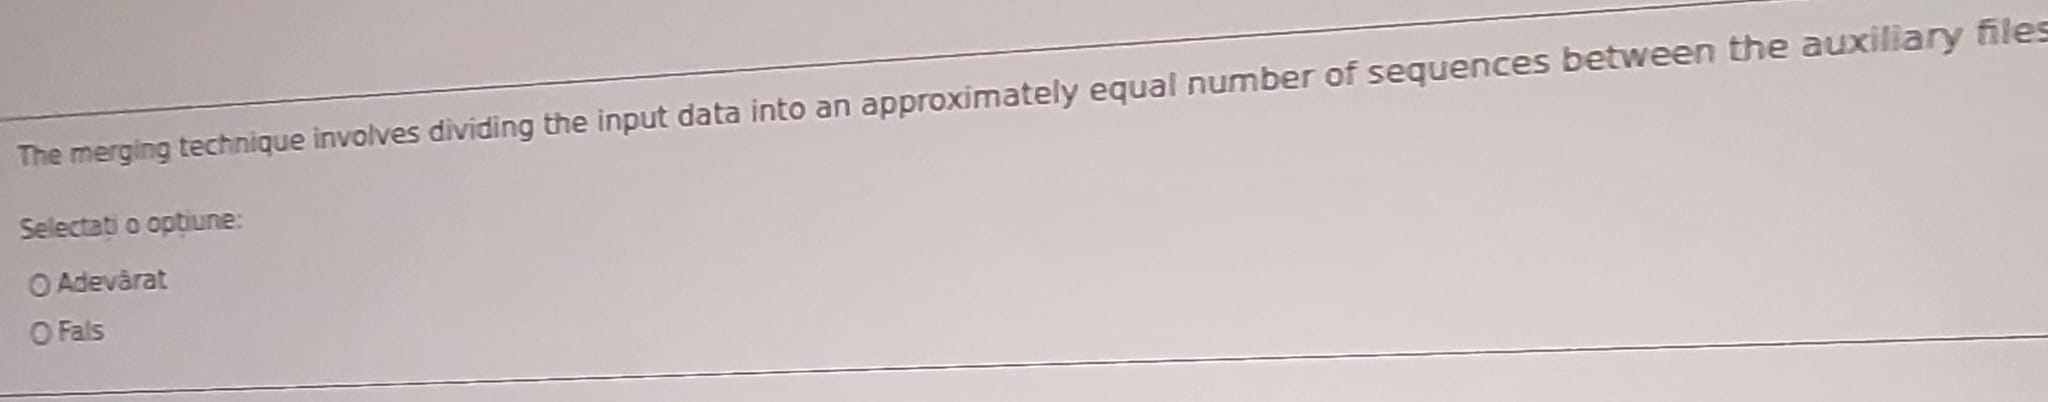 The merging technique involves dividing the input data into an approximately equal number of sequences between the auxiliary files
Selectați o opțiune:
Adevărat
Fals